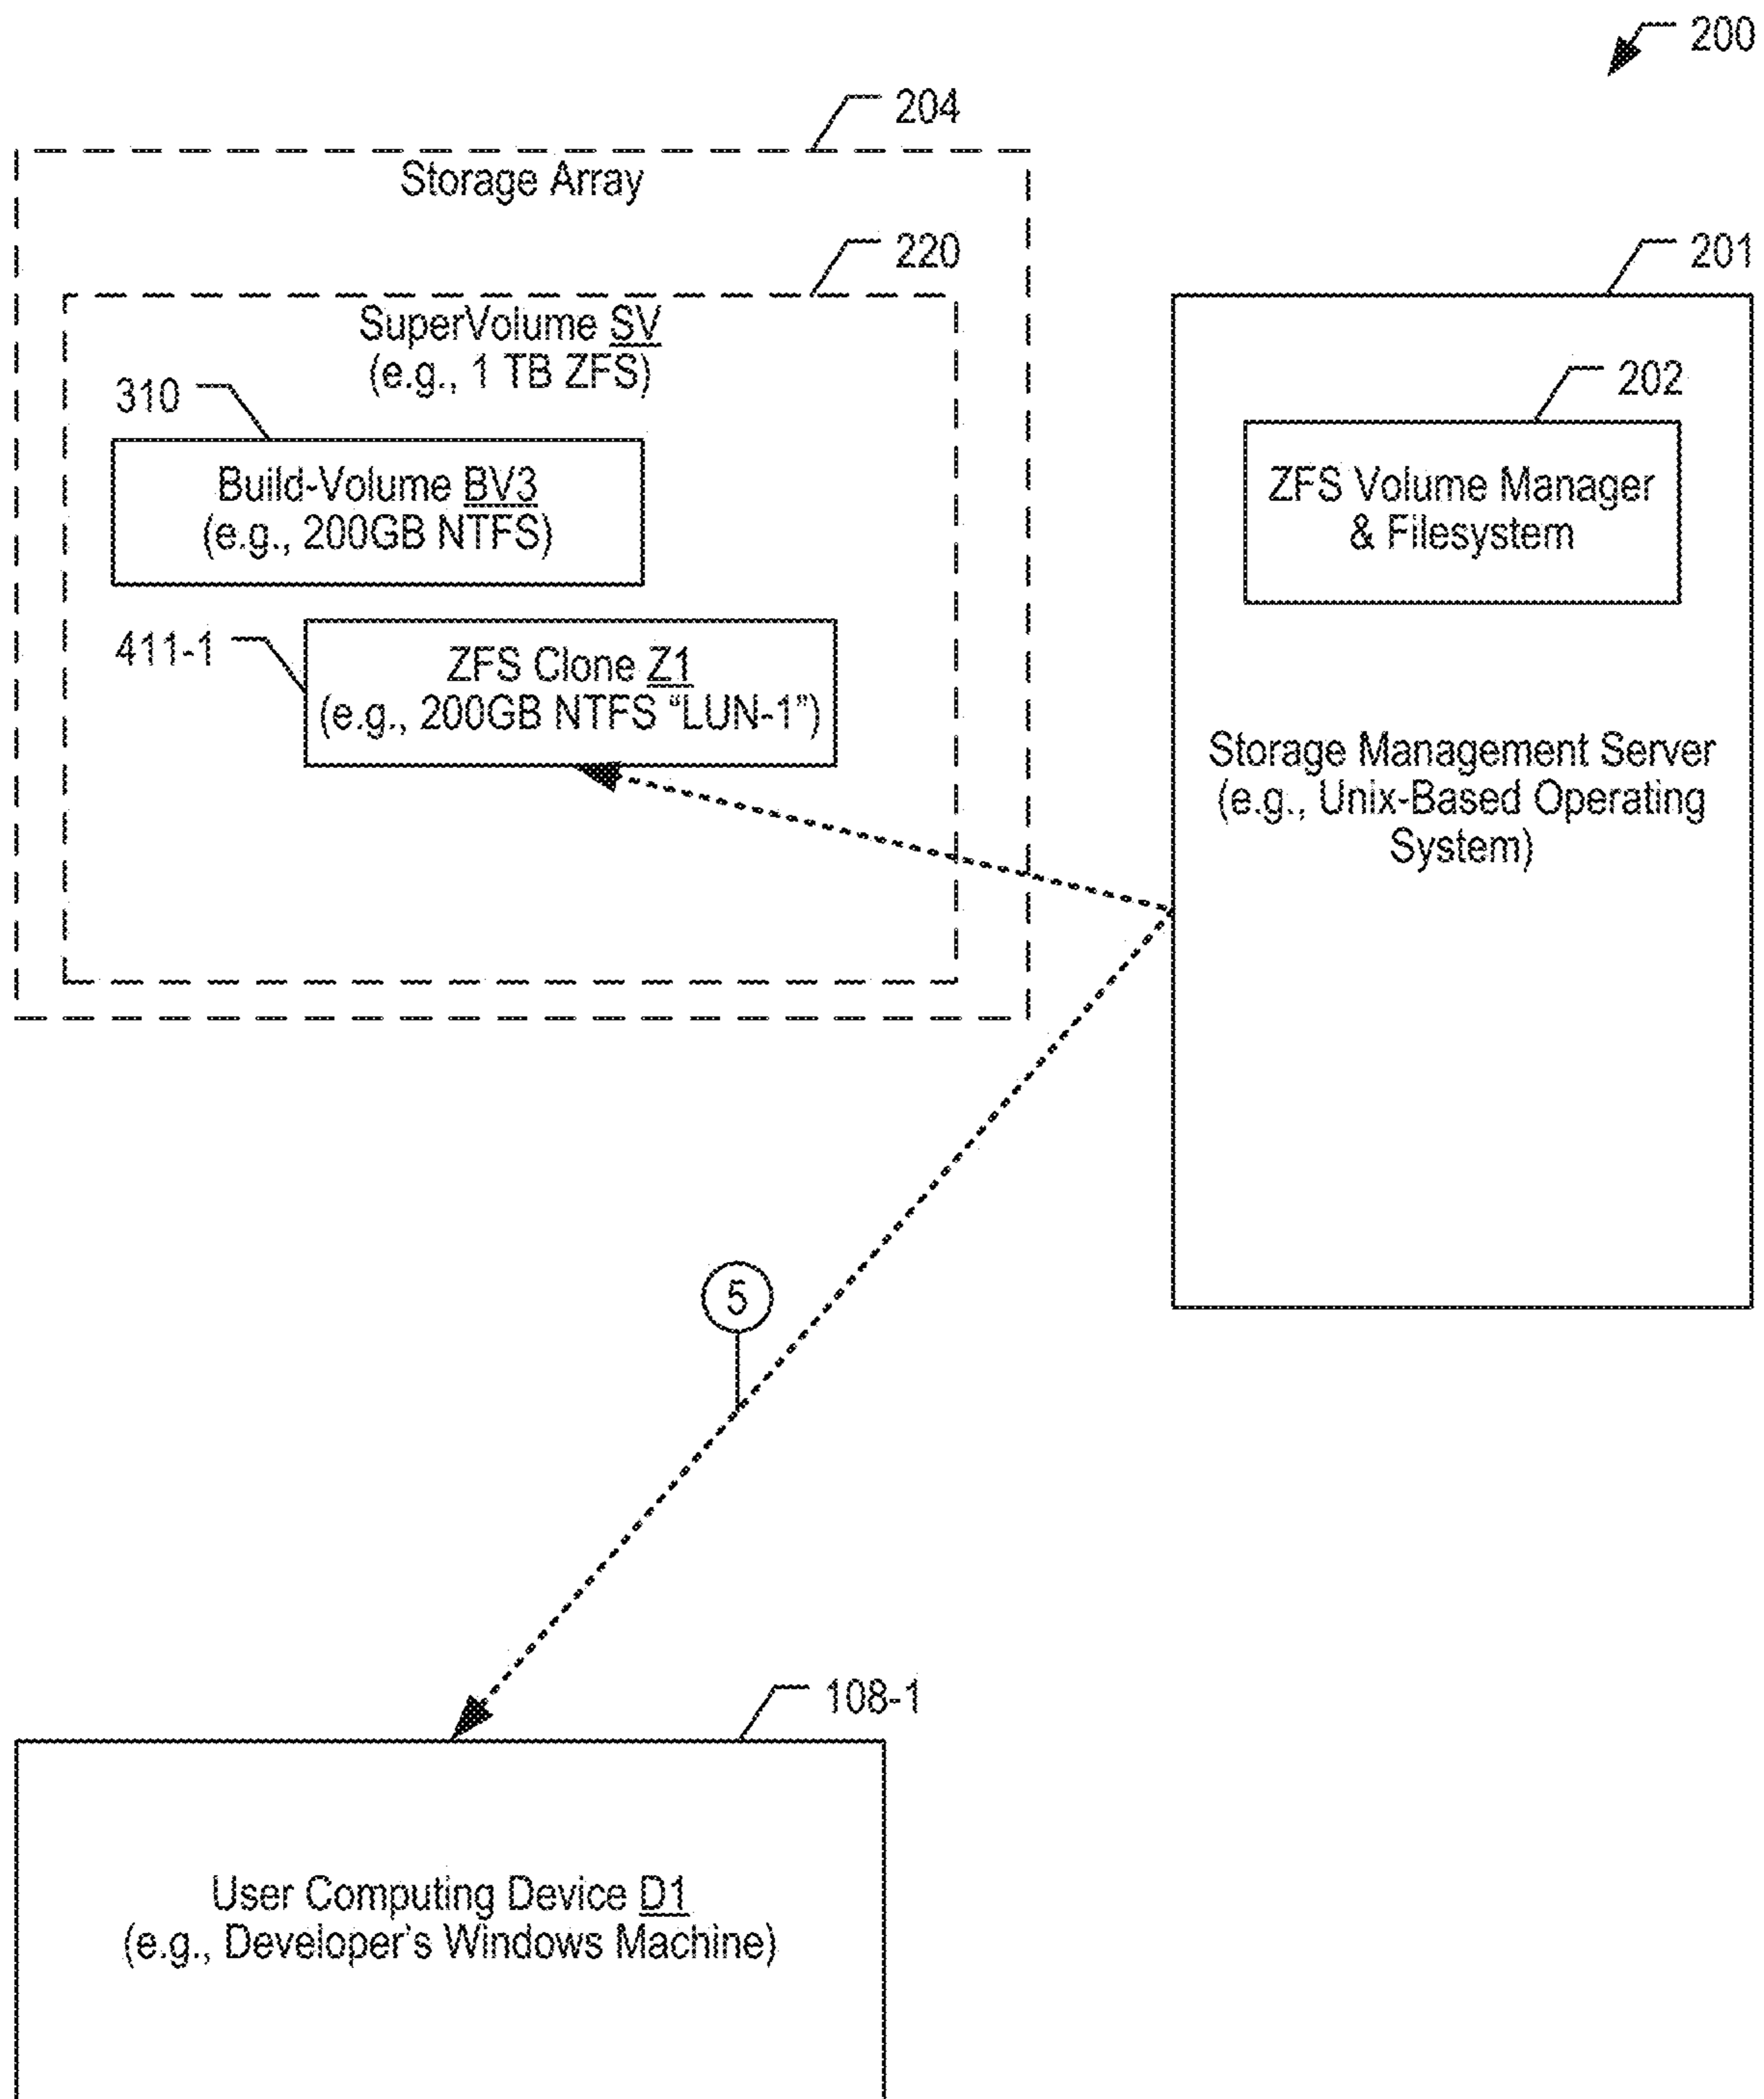 200
204
Storage Array
220
201
SuperVolume SV
(e.g., 1 TB ZFS)
310
202
Build-Volume BV3
(e.g., 200GB NTFS)
ZFS Volume Manager
& Filesystem
411-1
ZFS Clone Z1
(e.g., 200GB NTFS “LUN-1”)
Storage Management Server
(e.g., Unix-Based Operating
System)
5
108-1
User Computing Device D1
(e.g., Developer’s Windows Machine)